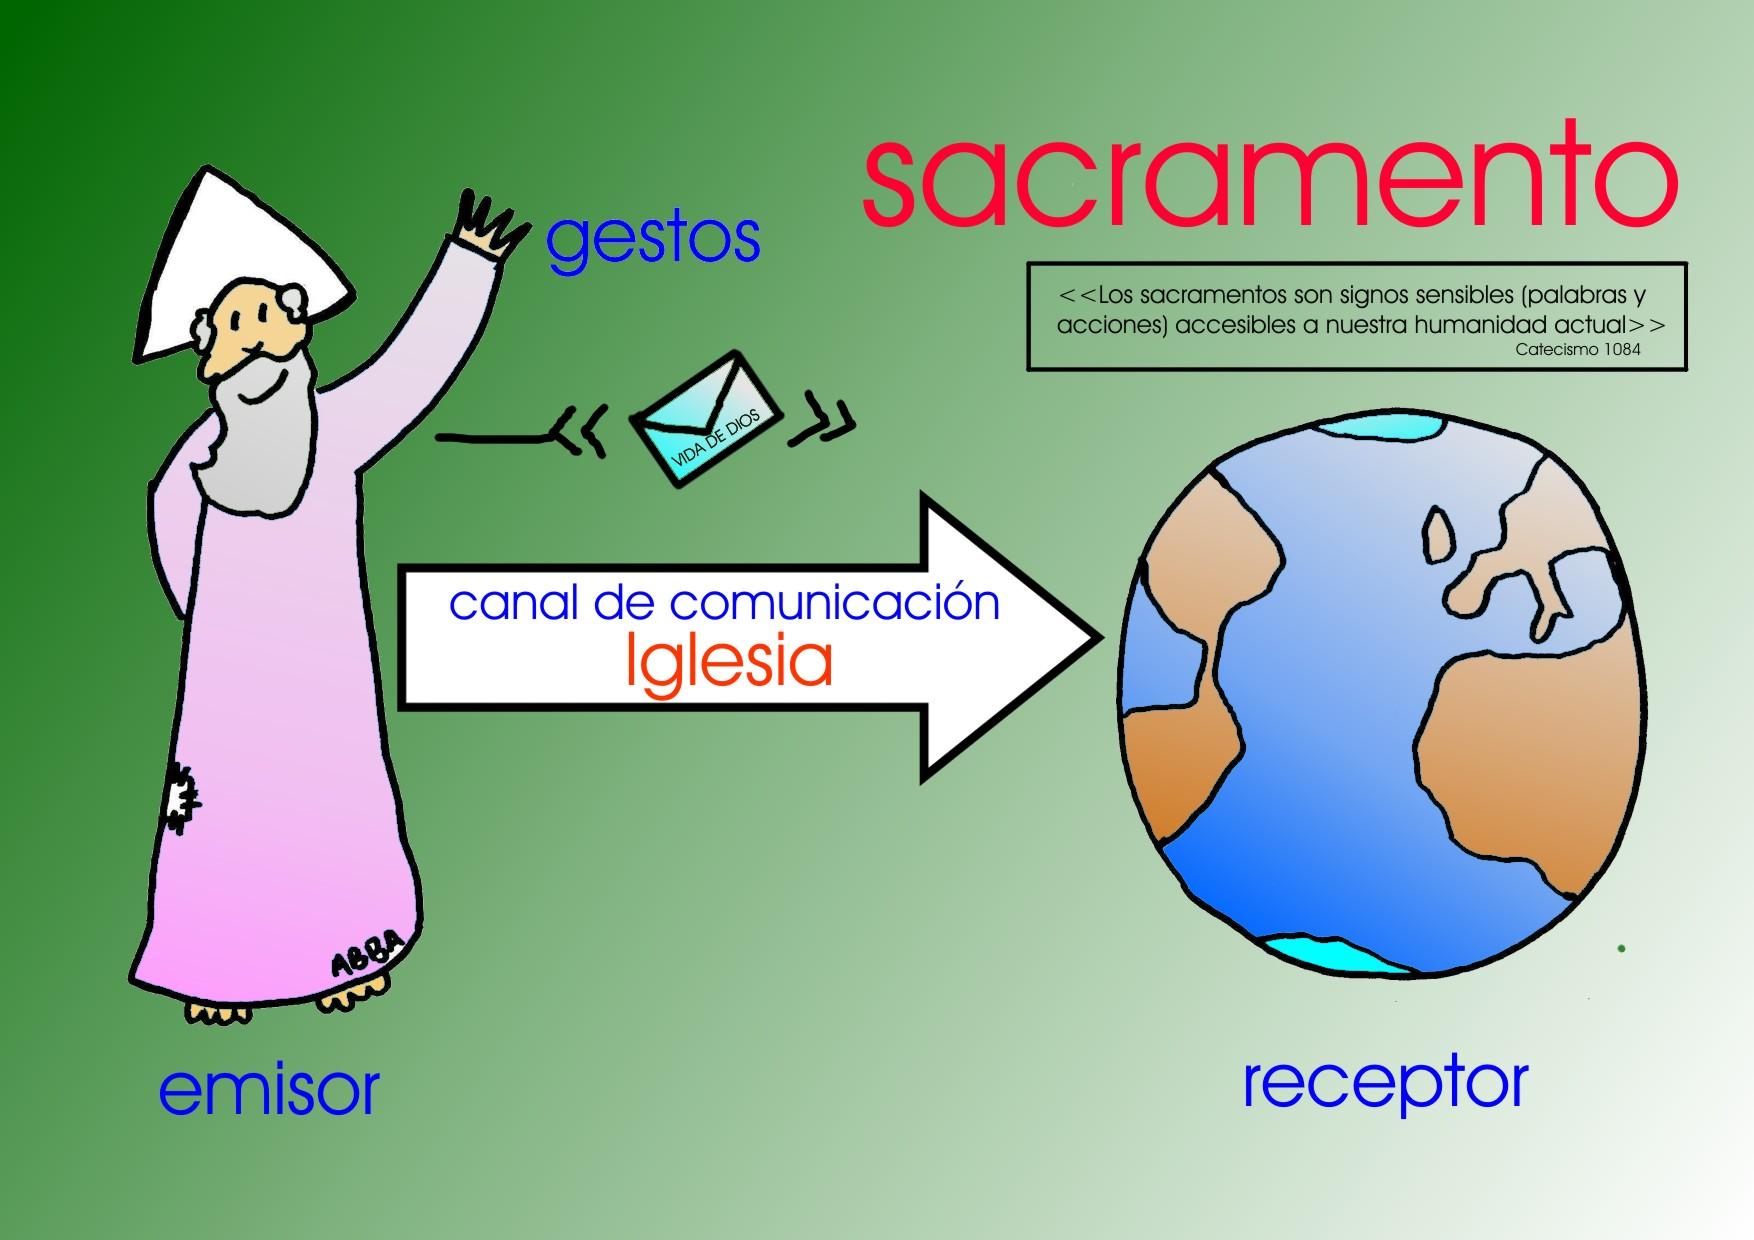 sacramento
gestos
<<Los sacramentos son signos sensibles (palabras y
acciones) accesibles a nuestra humanidad actual>>
Catecismo 1084
VIDA DE DIOS
canal de comunicación
Iglesia
ABBA
emisor
receptor